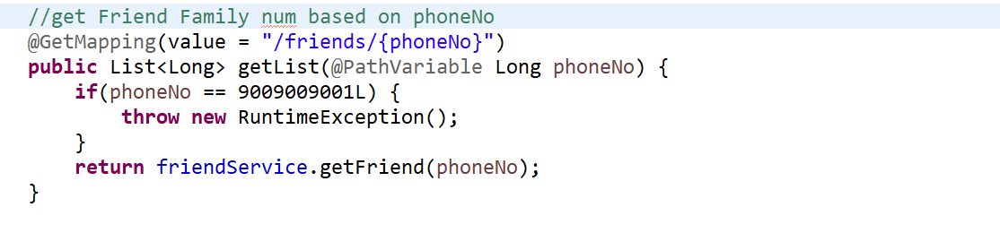 //get Friend Family num based on phoneNo
@GetMapping(value = "/friends/{phoneNo}")
public List<Long> getList(@PathVariable Long phoneNo) {
    if(phoneNo == 9009009001L) {
        throw new RuntimeException();
    }
    return friendService.getFriend(phoneNo);
}